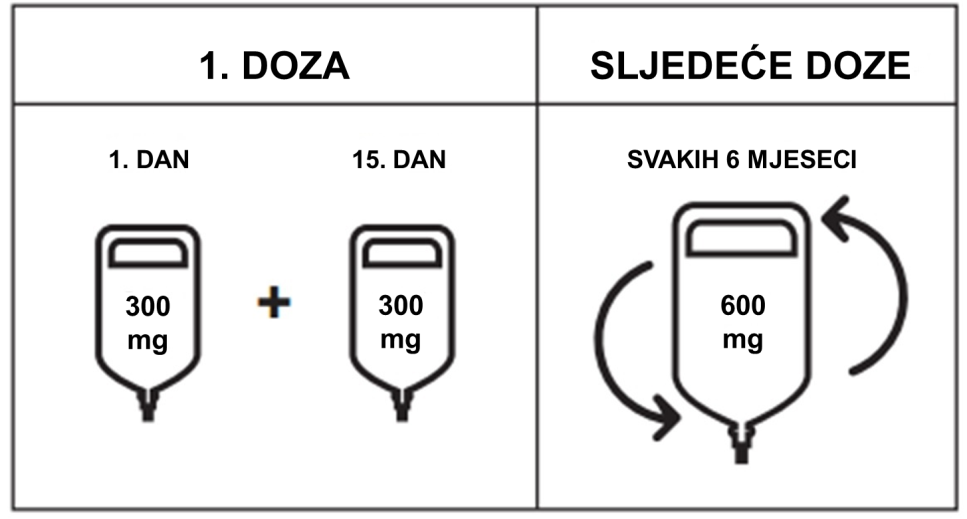 1. DOZA
SLJEDEĆE DOZE
1. DAN
15. DAN
SVAKIH 6 MJESECI
300
mg
+
300
mg
600
mg